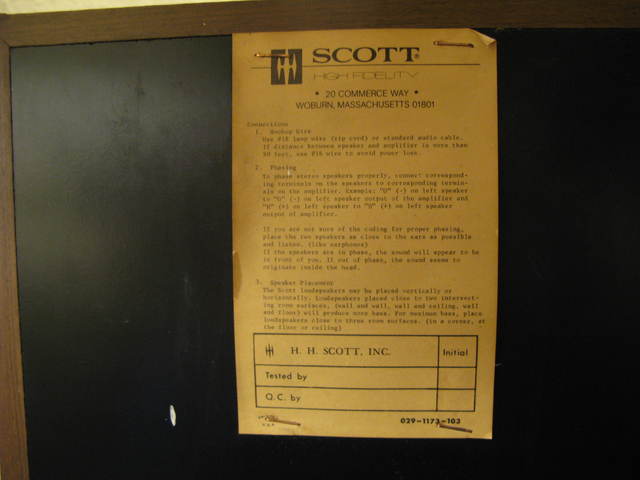 SCOTT®
HIGH FIDELITY
• 20 COMMERCE WAY •
WOBURN, MASSACHUSETTS 01801
Connections
1. Hookup Wire
Use #18 lamp wire (zip cord) or standard audio cable.
If distance between speaker and amplifier is more than
30 feet, use #16 wire to avoid power loss.
2. Phasing
To phase stereo speakers properly, connect correspond-
ing terminals on the speakers to corresponding termin-
als on the amplifier. Example: "0" (-) on left speaker
to "0" (-) on left speaker output of the amplifier and
(+) on left speaker to (+) on left speaker
output of amplifier.
If you are not sure of the coding for proper phasing,
place the two speakers as close to the ears as possible
and listen. (like earphones)
If the speakers are in phase, the sound will appear to be
in front of you. If out of phase, the sound seems to
originate inside the head.
3. Speaker Placement
The Scott loudspeakers may be placed vertically or
horizontally. Loudspeakers placed close to two intersect-
ing room surfaces, (wall and wall, wall and ceiling, wall
and floor) will produce more bass. For maximum bass, place
loudspeakers close to three room surfaces. (in a corner, at
the floor or ceiling)
H. H. SCOTT, INC. Initial
Tested by
Q.C. by
029-1173-103